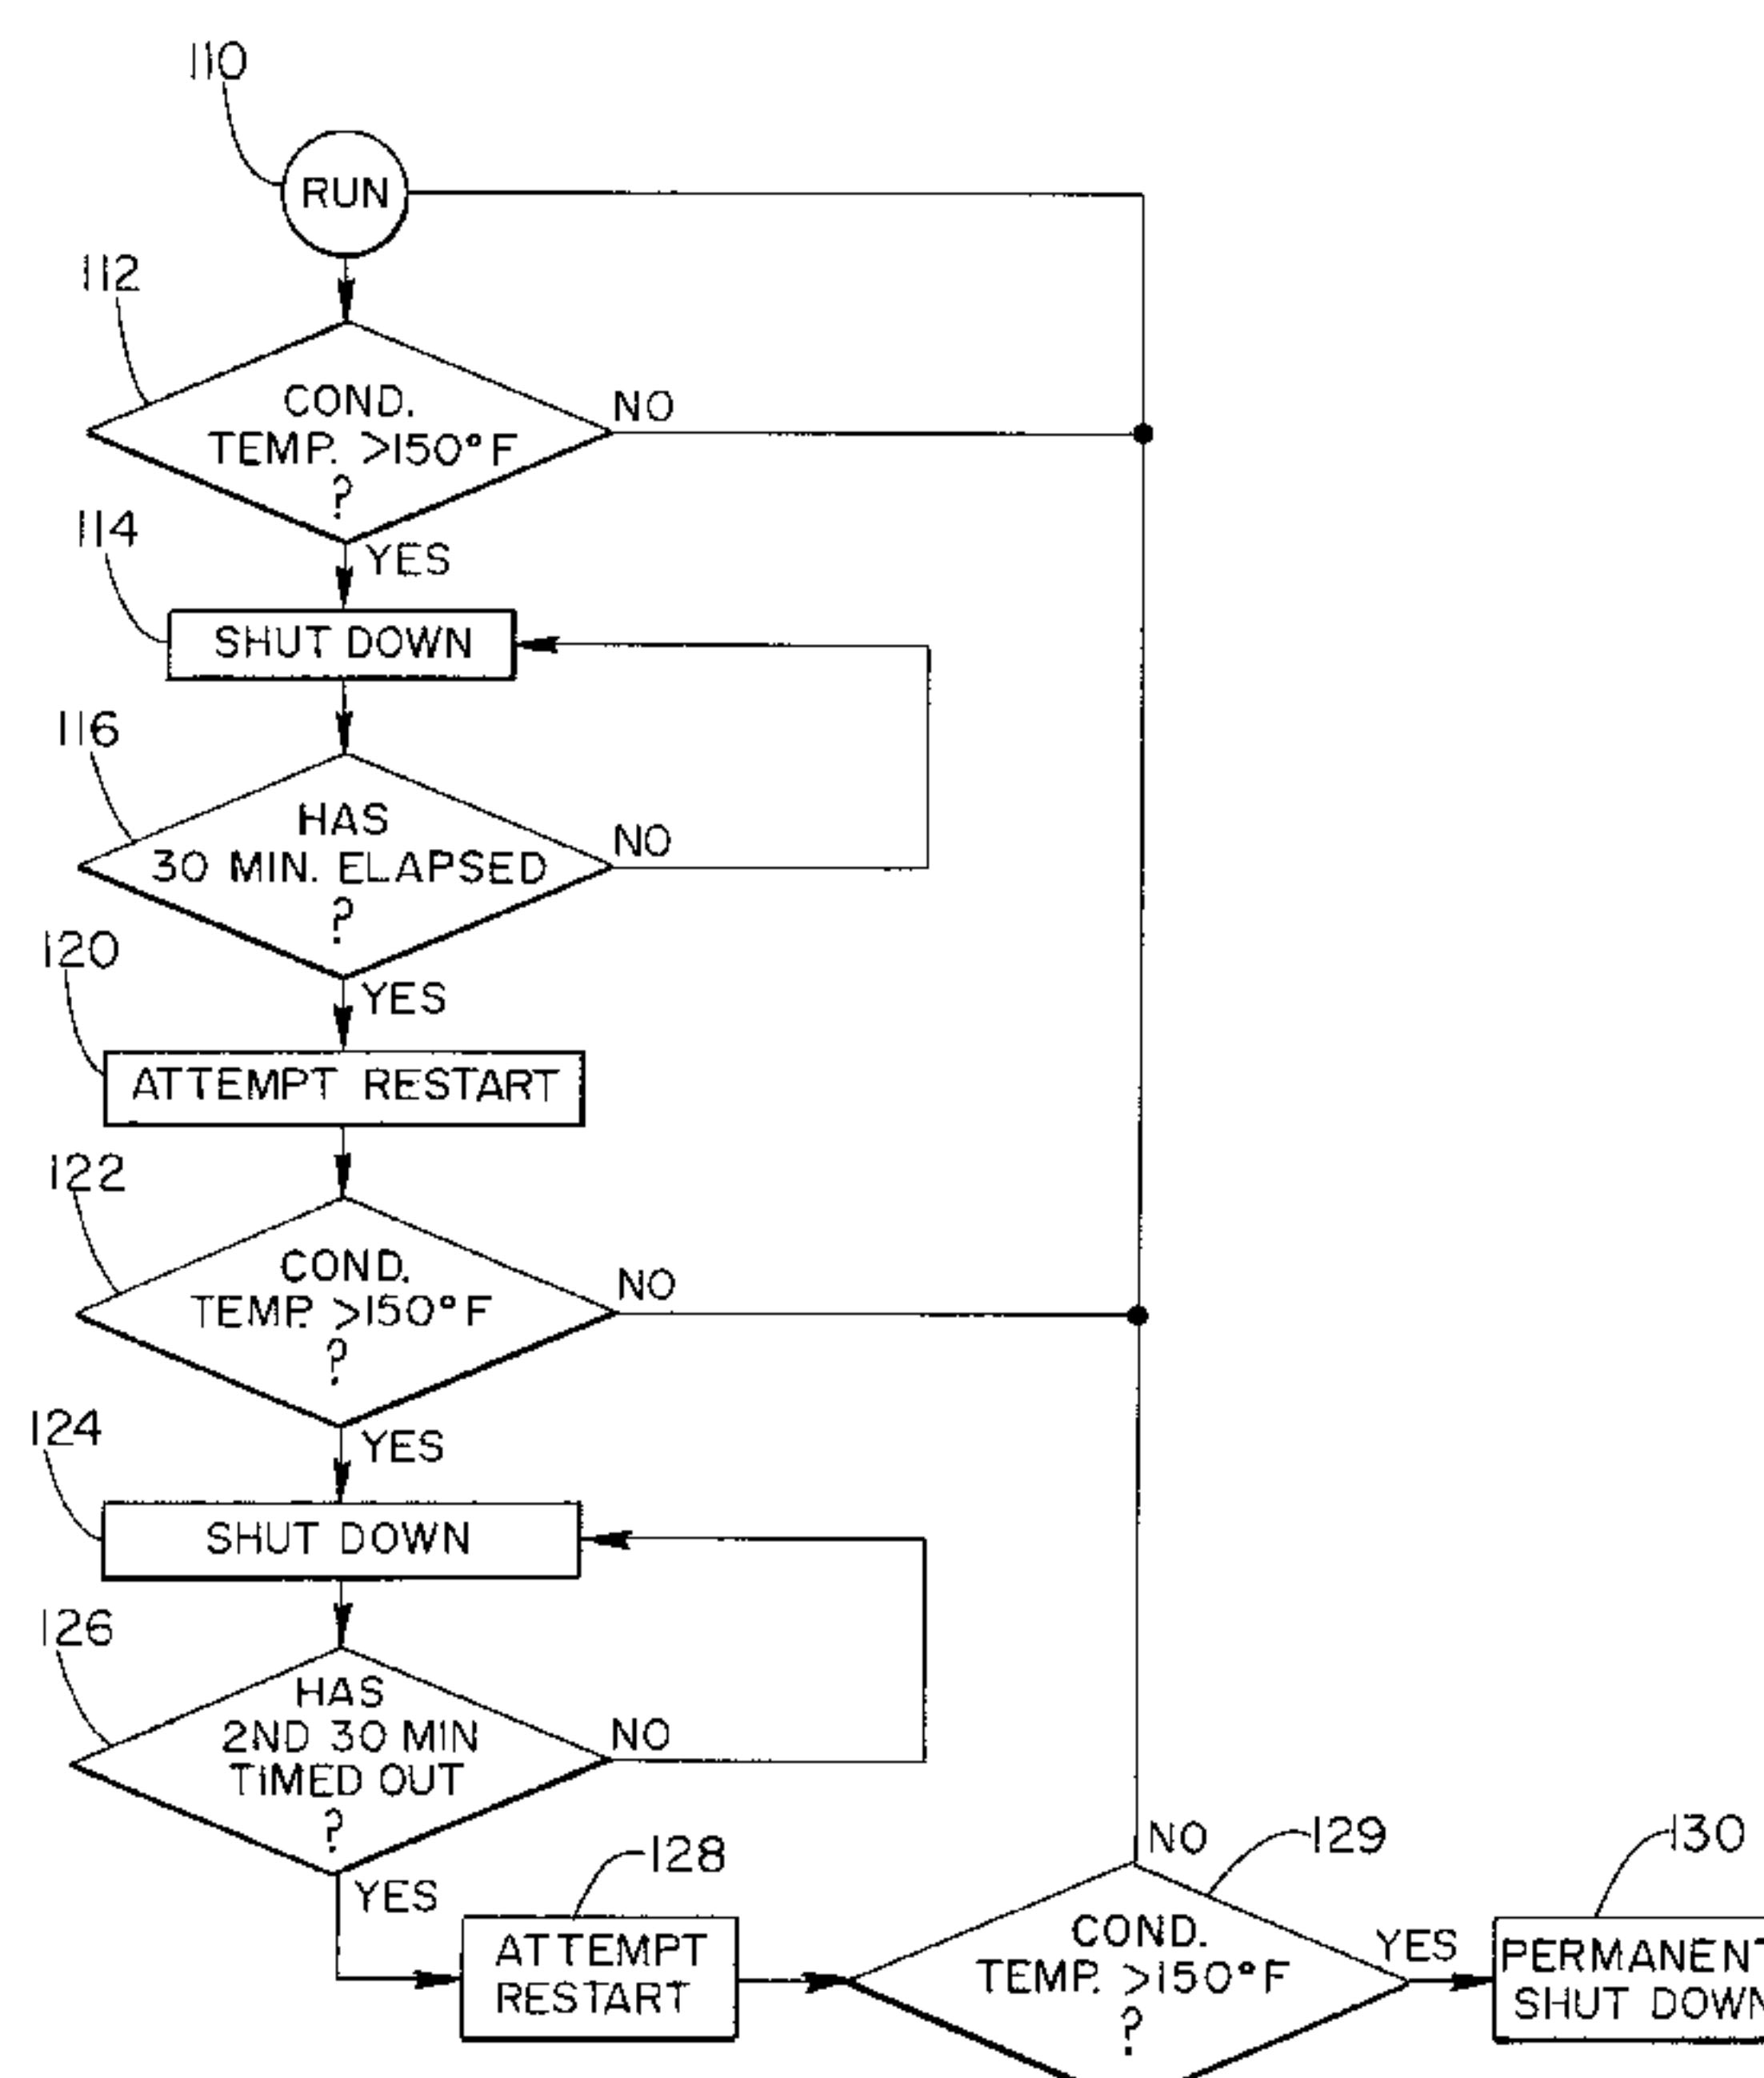 110
RUN
112
COND.
TEMP. >150°F
?
NO
YES
114
SHUT DOWN
116
HAS
30 MIN. ELAPSED
?
NO
YES
120
ATTEMPT RESTART
122
COND.
TEMP. >150°F
?
NO
YES
124
SHUT DOWN
126
HAS
2ND 30 MIN
TIMED OUT
?
NO
YES
128
ATTEMPT
RESTART
NO
129
COND.
TEMP. >150°F
?
YES
130
PERMANENT
SHUT DOWN